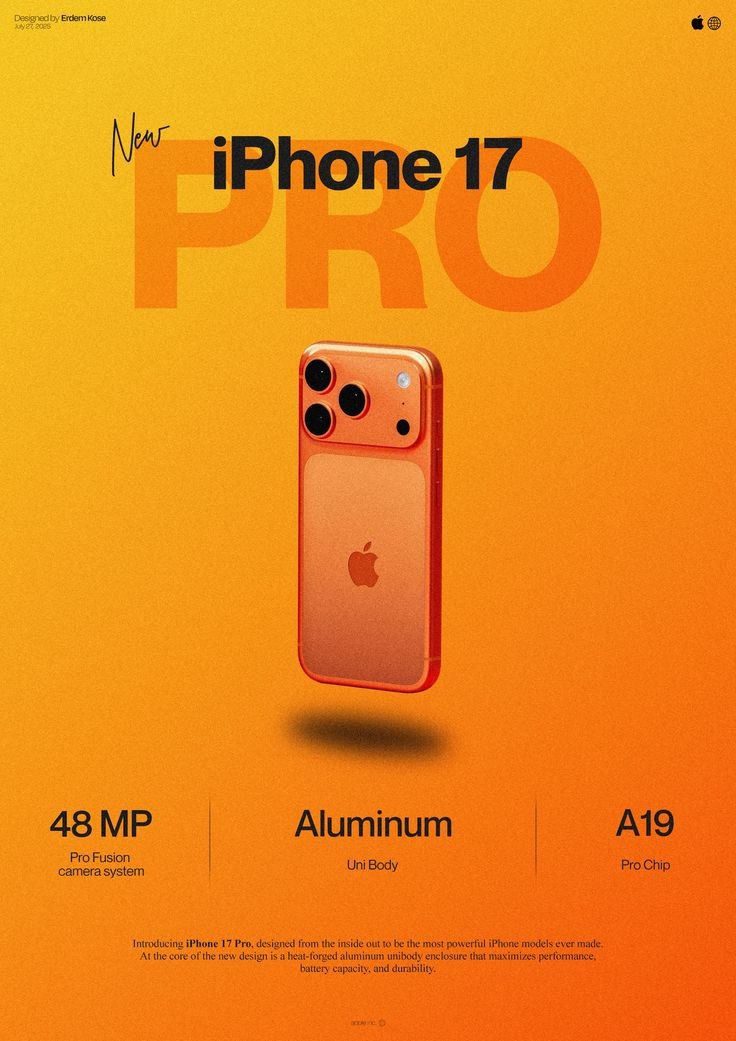 Designed by Erdem Kose
July 27, 2025
New
iPhone 17
PRO
48 MP
Pro Fusion
camera system
Aluminum
Uni Body
A19
Pro Chip
Introducing iPhone 17 Pro, designed from the inside out to be the most powerful iPhone models ever made.
At the core of the new design is a heat-forged aluminum unibody enclosure that maximizes performance,
battery capacity, and durability.
apple inc. ©